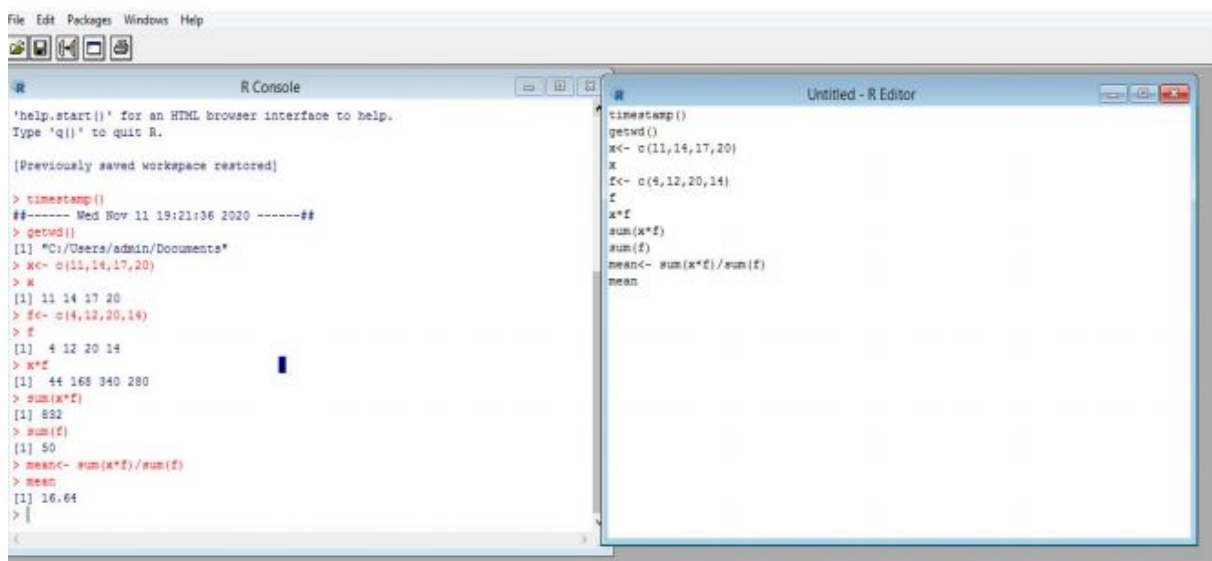 File Edit Packages Windows Help
R Console
'help.start()' for an HTML browser interface to help.
Type 'q()' to quit R.
[Previously saved workspace restored]
> timestamp()
##------ Wed Nov 11 19:21:36 2020 ------##
> getwd()
[1] "C:/Users/admin/Documents"
> x<- c(11,14,17,20)
> x
[1] 11 14 17 20
> f<- c(4,12,20,14)
> f
[1]  4 12 20 14
> x*f
[1]  44 168 340 280
> sum(x*f)
[1] 832
> sum(f)
[1] 50
> mean<- sum(x*f)/sum(f)
> mean
[1] 16.64
>
Untitled - R Editor
timestamp()
getwd()
x<- c(11,14,17,20)
x
f<- c(4,12,20,14)
f
x*f
sum(x*f)
sum(f)
mean<- sum(x*f)/sum(f)
mean